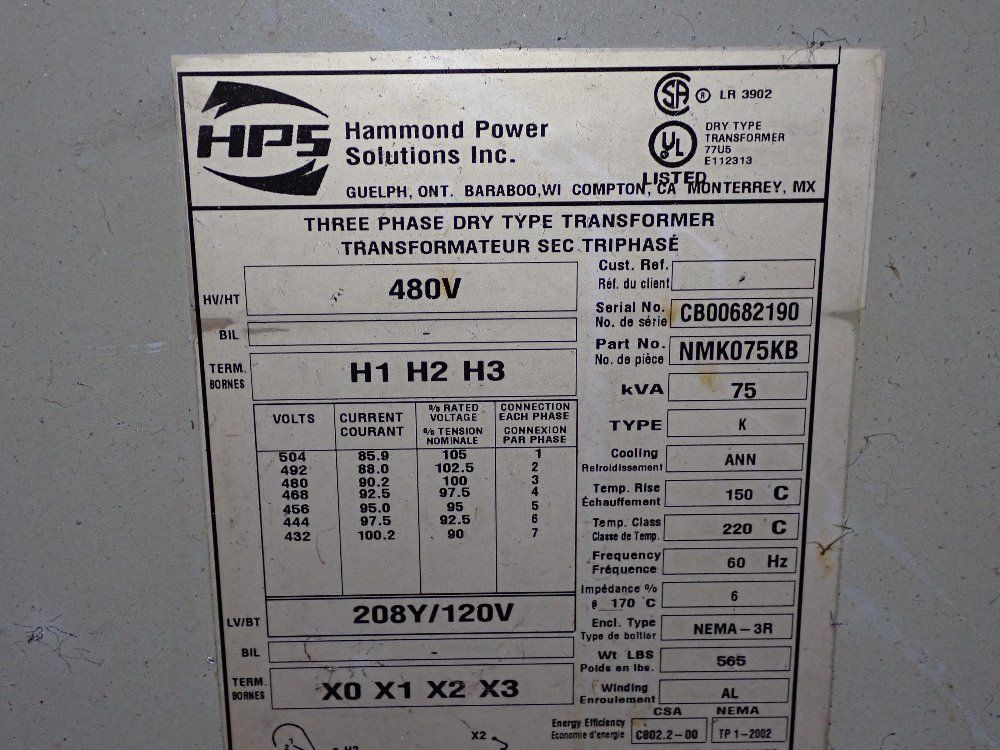 HPS
Hammond Power
Solutions Inc.
SA ® LR 3902
UL
LISTED
DRY TYPE
TRANSFORMER
77U5
E112313
GUELPH, ONT. BARABOO,WI COMPTON, CA MONTERREY, MX
THREE PHASE DRY TYPE TRANSFORMER
TRANSFORMATEUR SEC TRIPHASÉ
HV/HT 480V
BIL -
TERM. BORNES H1 H2 H3
VOLTS CURRENT COURANT % RATED VOLTAGE % TENSION NOMINALE CONNECTION EACH PHASE CONNEXION PAR PHASE
504 85.9 105 1
492 88.0 102.5 2
480 90.2 100 3
468 92.5 97.5 4
456 95.0 95 5
444 97.5 92.5 6
432 100.2 90 7
LV/BT 208Y/120V
BIL -
TERM. BORNES X0 X1 X2 X3
H2
X2
Cust. Ref.
Réf. du client
Serial No.
No. de série CB00682190
Part No.
No. de pièce NMK075KB
kVA 75
TYPE K
Cooling
Refroidissement ANN
Temp. Rise
Échauffement 150 C
Temp. Class
Classe de Temp. 220 C
Frequency
Fréquence 60 Hz
Impédance %
@ 170 C 6
Encl. Type
Type de boîtier NEMA-3R
Wt LBS
Poids en lbs. 565
Winding
Enroulement AL
CSA NEMA
Energy Efficiency
Economie d'energie C802.2-00 TP 1-2002